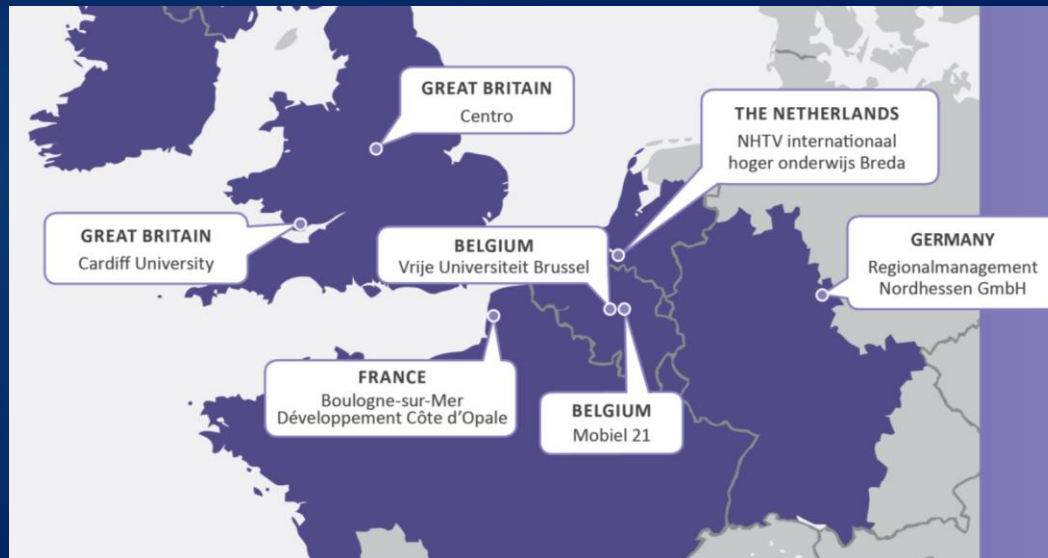 GREAT BRITAIN
Centro
THE NETHERLANDS
NHTV internationaal
hoger onderwijs Breda
GREAT BRITAIN
Cardiff University
BELGIUM
Vrije Universiteit Brussel
GERMANY
Regionalmanagement
Nordhessen GmbH
FRANCE
Boulogne-sur-Mer
Développement Côte d'Opale
BELGIUM
Mobiel 21